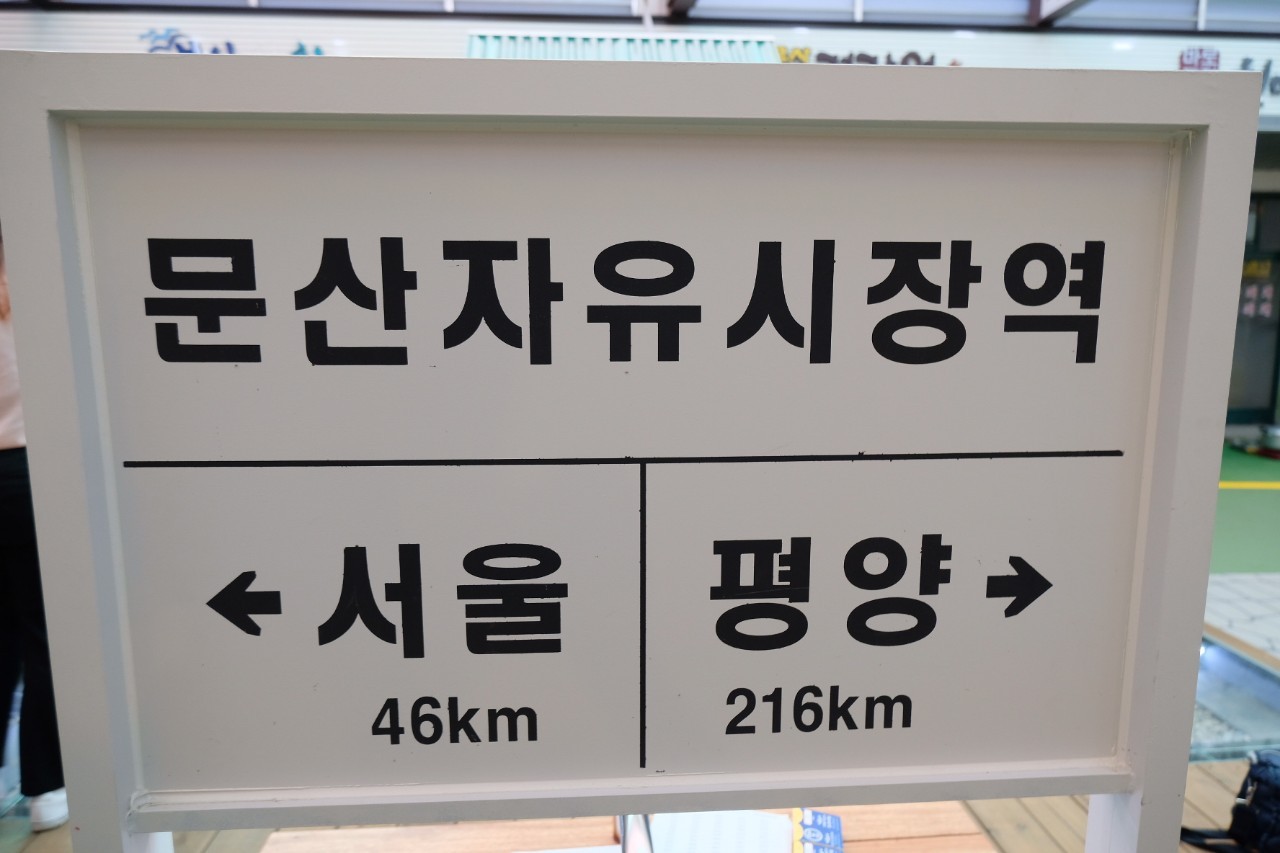 문산자유시장역
← 서울
46km
평양 →
216km